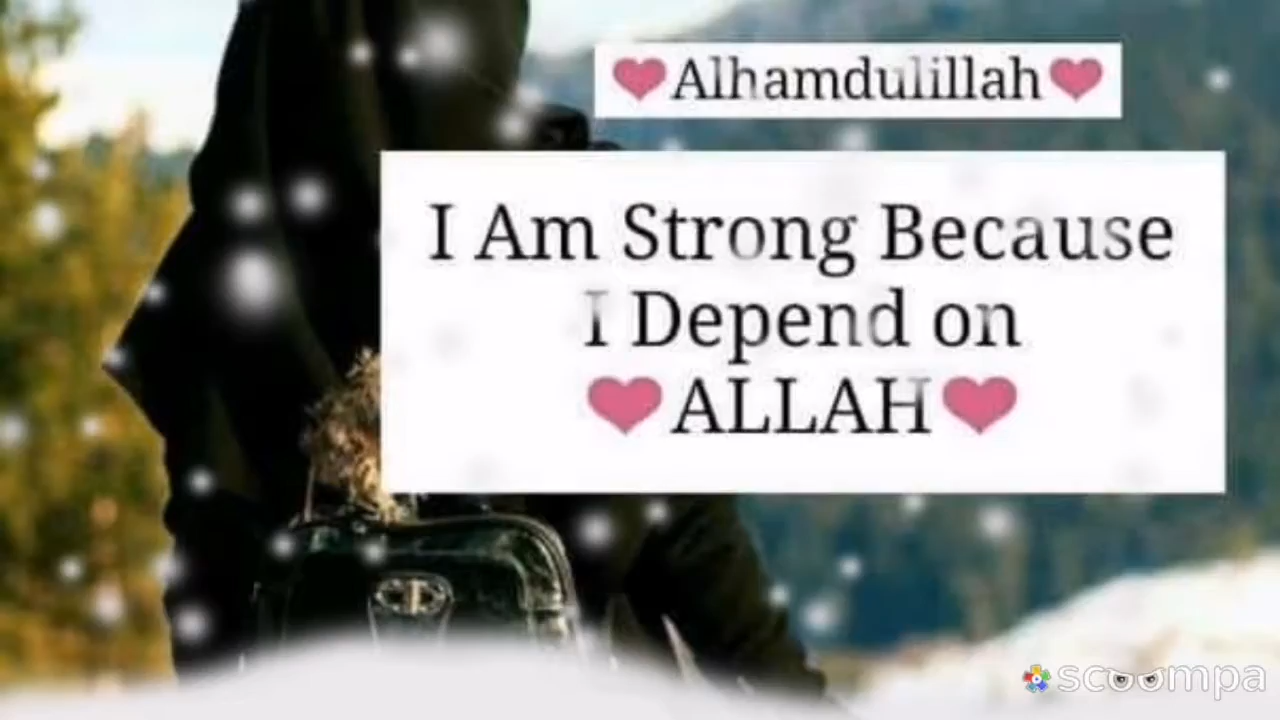 ❤Alhamdulillah❤
I Am Strong Because
I Depend on
❤ALLAH❤
scoompa